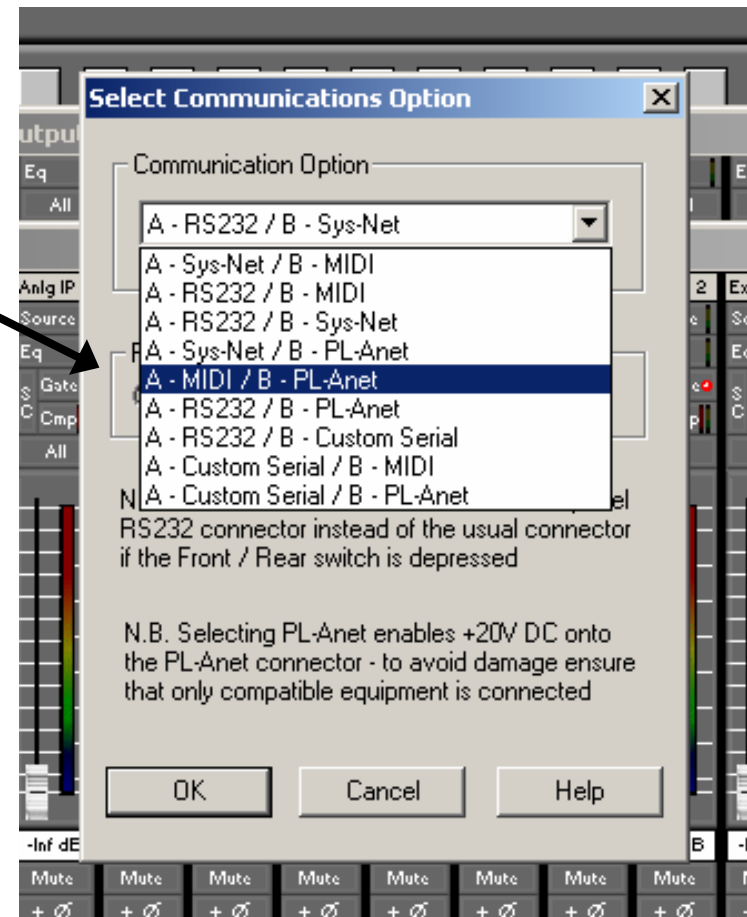 Select Communications Option
utpu
Eq
All
Communication Option
A - RS232 / B - Sys-Net
A - Sys-Net / B - MIDI
A - RS232 / B - MIDI
A - RS232 / B - Sys-Net
A - Sys-Net / B - PL-Anet
A - MIDI / B - PL-Anet
A - RS232 / B - PL-Anet
A - RS232 / B - Custom Serial
A - Custom Serial / B - MIDI
A - Custom Serial / B - PL-Anet
Anlg IP
2
Ex
Source
Eq
S Gate
C Cmp
All
RS232 connector instead of the usual connector
if the Front / Rear switch is depressed
N.B. Selecting PL-Anet enables +20V DC onto
the PL-Anet connector - to avoid damage ensure
that only compatible equipment is connected
OK Cancel Help
-Inf dB
B
Mute Mute Mute Mute Mute Mute Mute Mute
+ Ø + Ø + Ø + Ø + Ø + Ø + Ø + Ø